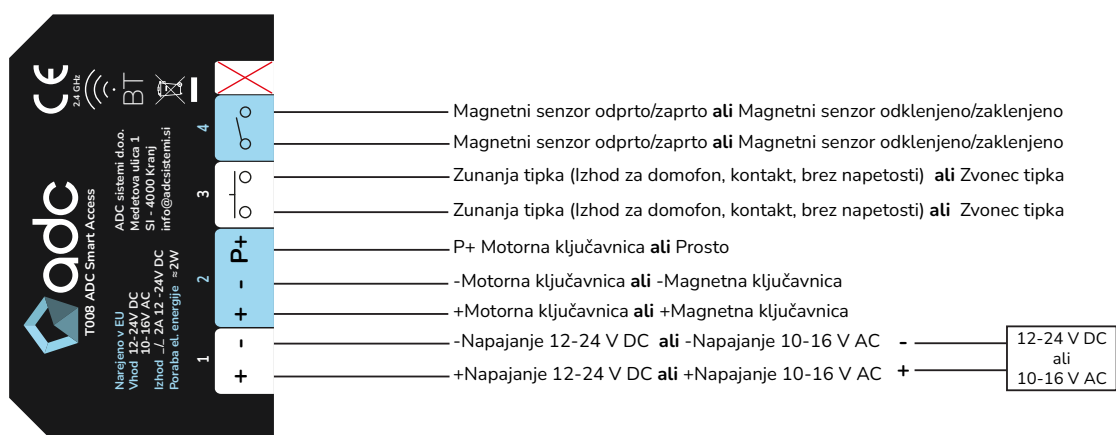 adc
T008 ADC Smart Access
Narejeno v EU
Vhod 12-24V DC
10-16V AC
Izhod _/_ 2A 12 -24V DC
Poraba el. energije ≈2W
ADC sistemi d.o.o.
Medetova ulica 1
SI - 4000 Kranj
info@adcsistemi.si
CE
2.4 GHz
BT
4
3
2
1
P+
-
+
-
+
Magnetni senzor odprto/zaprto ali Magnetni senzor odklenjeno/zaklenjeno
Magnetni senzor odprto/zaprto ali Magnetni senzor odklenjeno/zaklenjeno
Zunanja tipka (Izhod za domofon, kontakt, brez napetosti) ali Zvonec tipka
Zunanja tipka (Izhod za domofon, kontakt, brez napetosti) ali Zvonec tipka
P+ Motorna ključavnica ali Prosto
-Motorna ključavnica ali -Magnetna ključavnica
+Motorna ključavnica ali +Magnetna ključavnica
-Napajanje 12-24 V DC ali -Napajanje 10-16 V AC -
+Napajanje 12-24 V DC ali +Napajanje 10-16 V AC +
12-24 V DC
ali
10-16 V AC